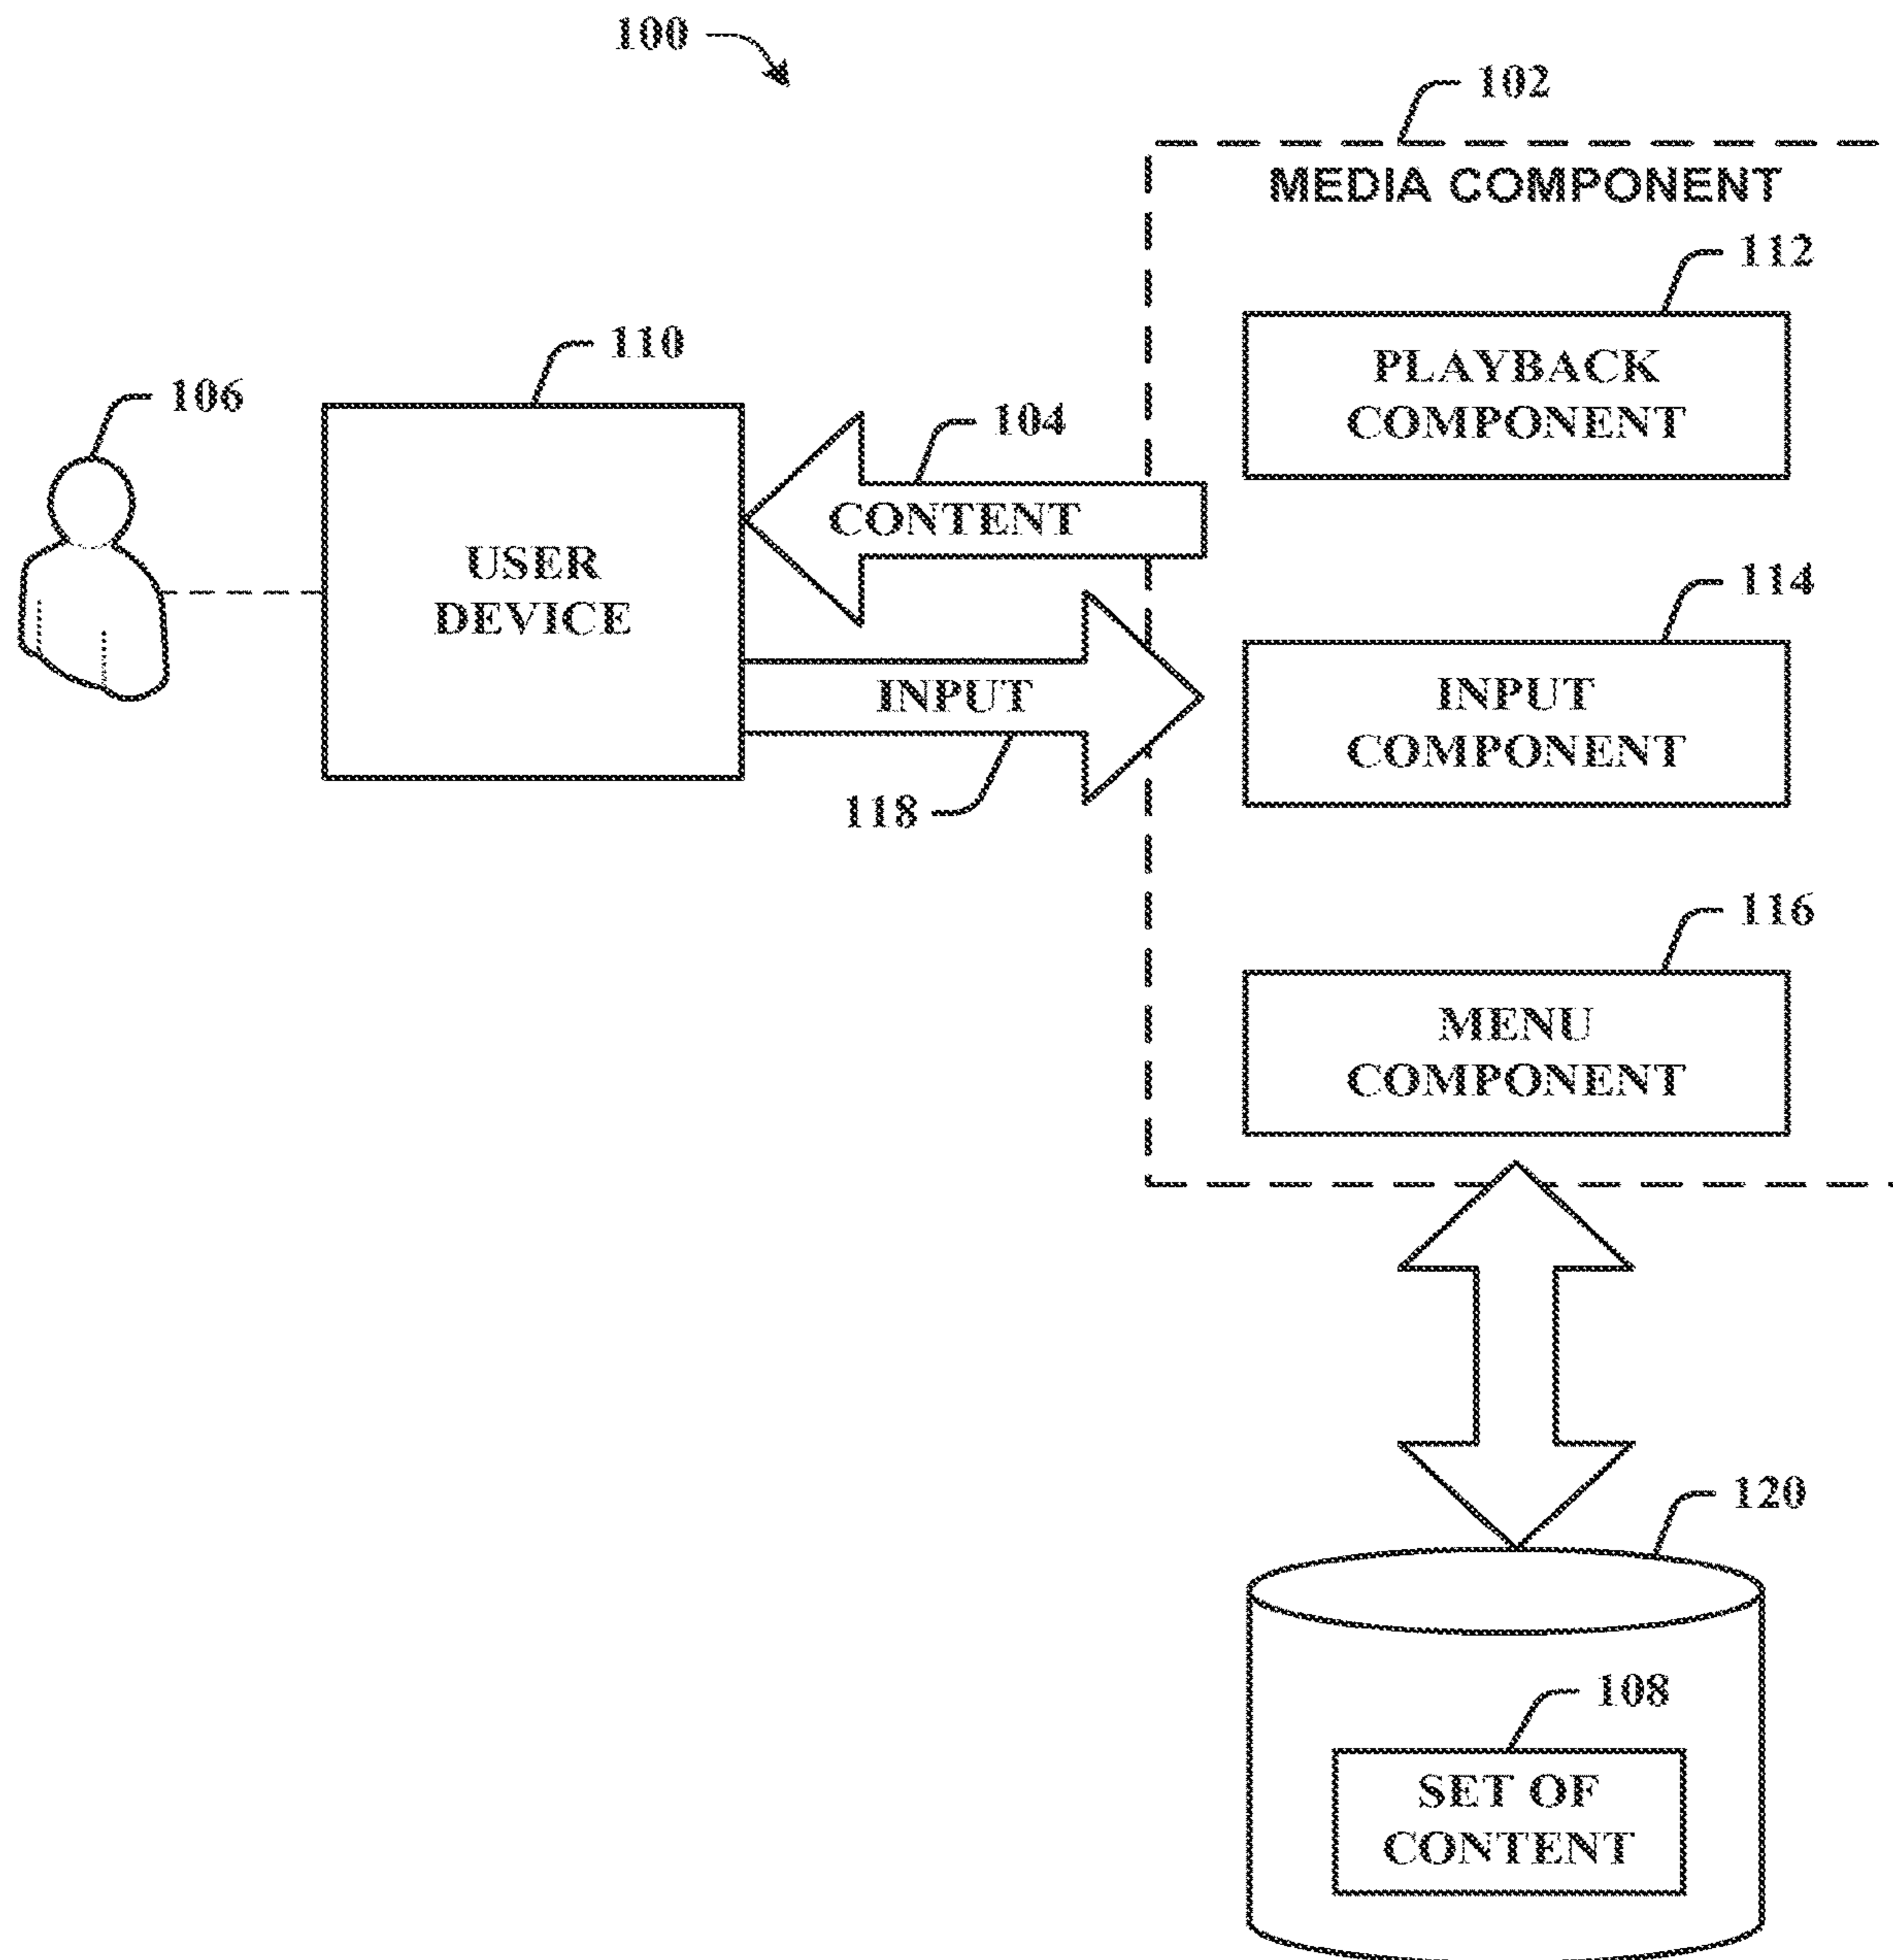 100
102
MEDIA COMPONENT
112
PLAYBACK
COMPONENT
110
106
104
CONTENT
USER
DEVICE
114
INPUT
COMPONENT
INPUT
118
116
MENU
COMPONENT
120
108
SET OF
CONTENT